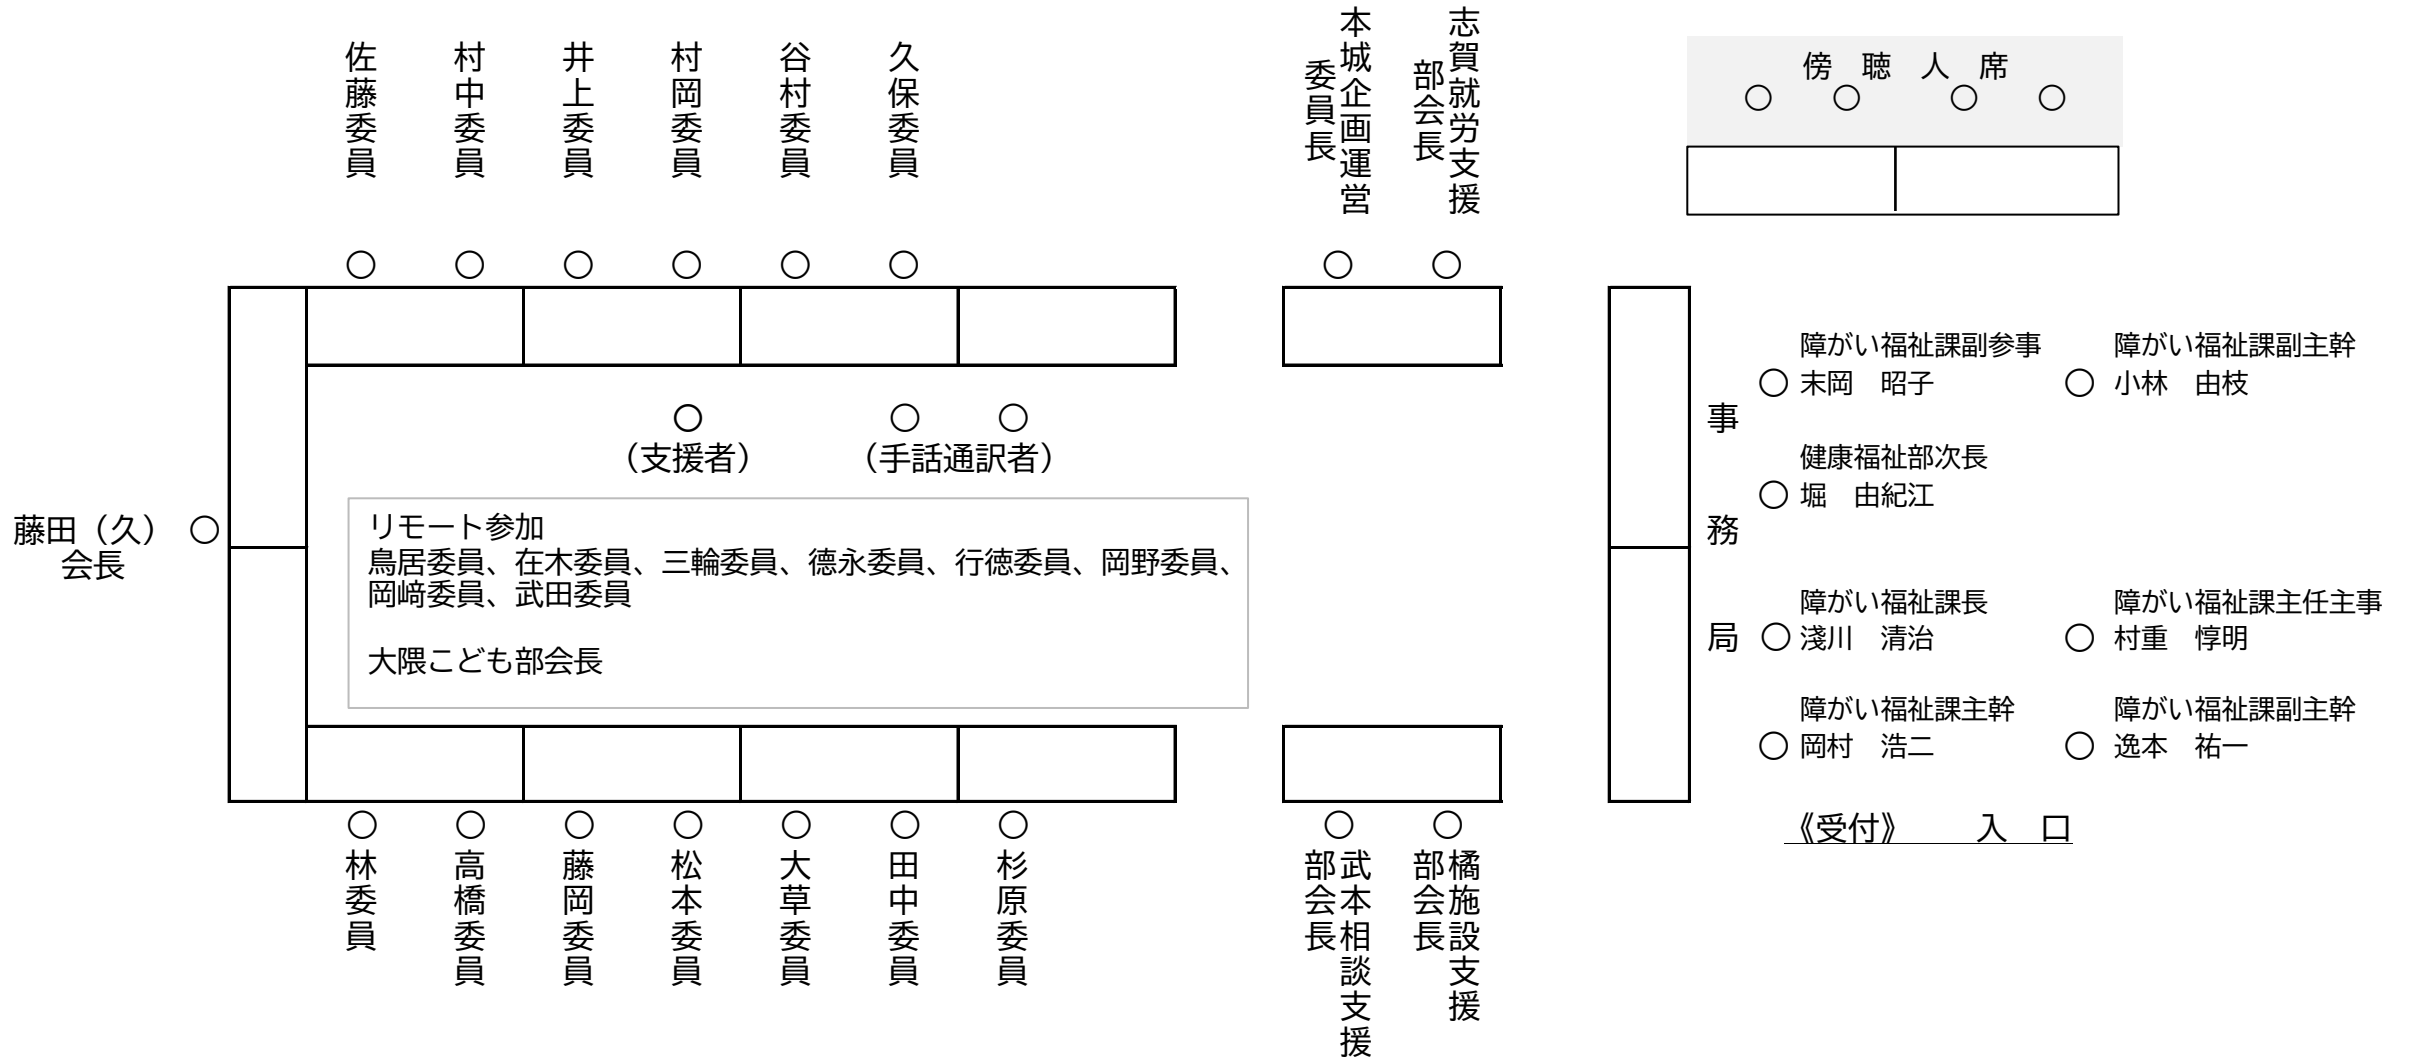 佐藤委員
村中委員
井上委員
村岡委員
谷村委員
久保委員
本城企画運営
委員長
志賀就労支援
部会長
傍　聴　人　席
○　○　○　○
○　○　○　○　○　○　○　○
○　○　○
（支援者）　（手話通訳者）
藤田（久）　○
会長
リモート参加
鳥居委員、在木委員、三輪委員、德永委員、行徳委員、岡野委員、
岡﨑委員、武田委員
大隈こども部会長
事
務
局
障がい福祉課副参事
○ 末岡　昭子
障がい福祉課副主幹
○ 小林　由枝
健康福祉部次長
○ 堀　由紀江
障がい福祉課長
○ 淺川　清治
障がい福祉課主任主事
○ 村重　惇明
障がい福祉課主幹
○ 岡村　浩二
障がい福祉課副主幹
○ 逸本　祐一
《受付》　　入　口
○　○　○　○　○　○　○　○　○
林委員
高橋委員
藤岡委員
松本委員
大草委員
田中委員
杉原委員
武本相談支援
部会長
橘施設支援
部会長